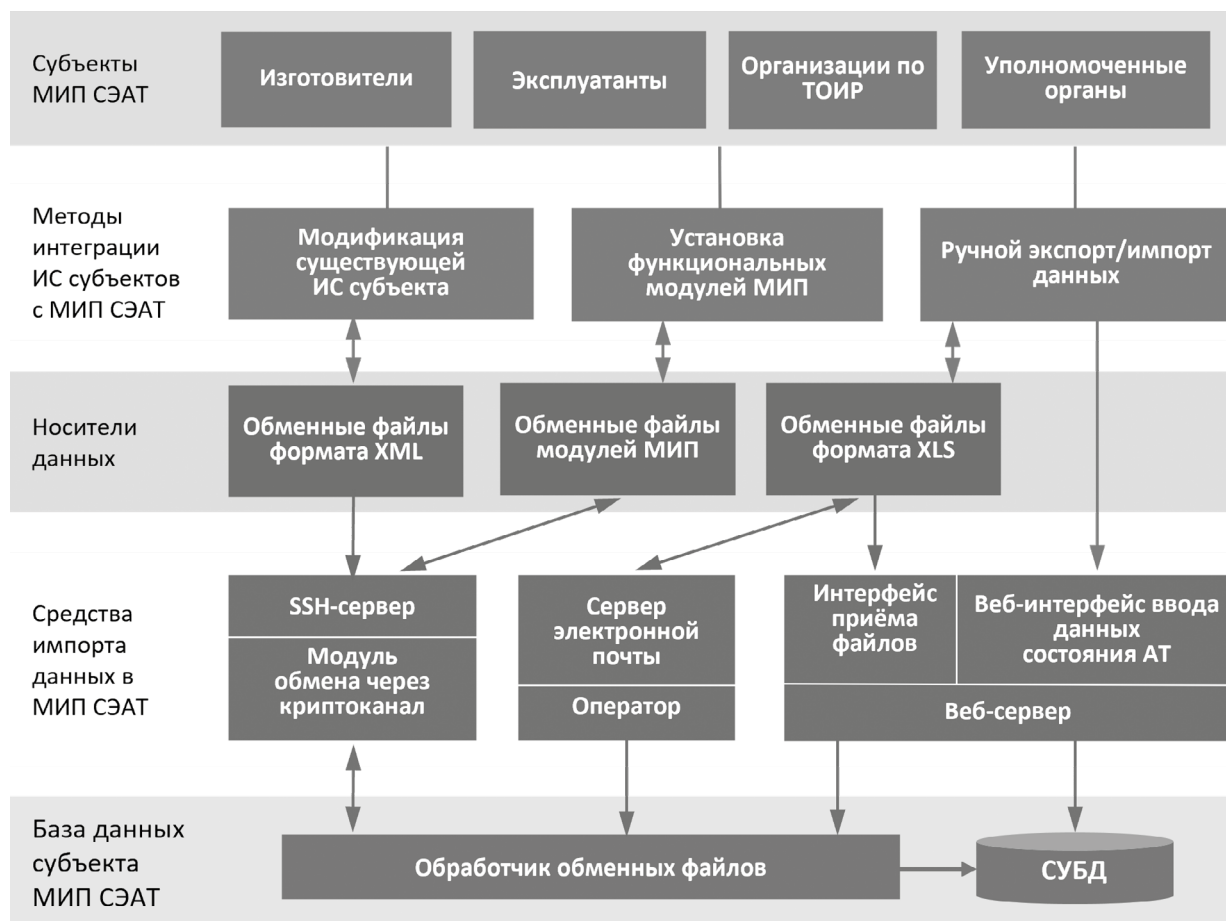 Субъекты
МИП СЭАТ
Изготовители
Эксплуатанты
Организации по
ТОИР
Уполномоченные
органы
Методы
интеграции
ИС субъектов
с МИП СЭАТ
Модификация
существующей
ИС субъекта
Установка
функциональных
модулей МИП
Ручной экспорт/импорт
данных
Носители
данных
Обменные файлы
формата XML
Обменные файлы
модулей МИП
Обменные файлы
формата XLS
Средства
импорта
данных в
МИП СЭАТ
SSH-сервер
Модуль
обмена через
криптоканал
Сервер
электронной
почты
Оператор
Интерфейс
приёма
файлов
Веб-интерфейс ввода
данных
состояния АТ
Веб-сервер
База данных
субъекта
МИП СЭАТ
Обработчик обменных файлов
СУБД